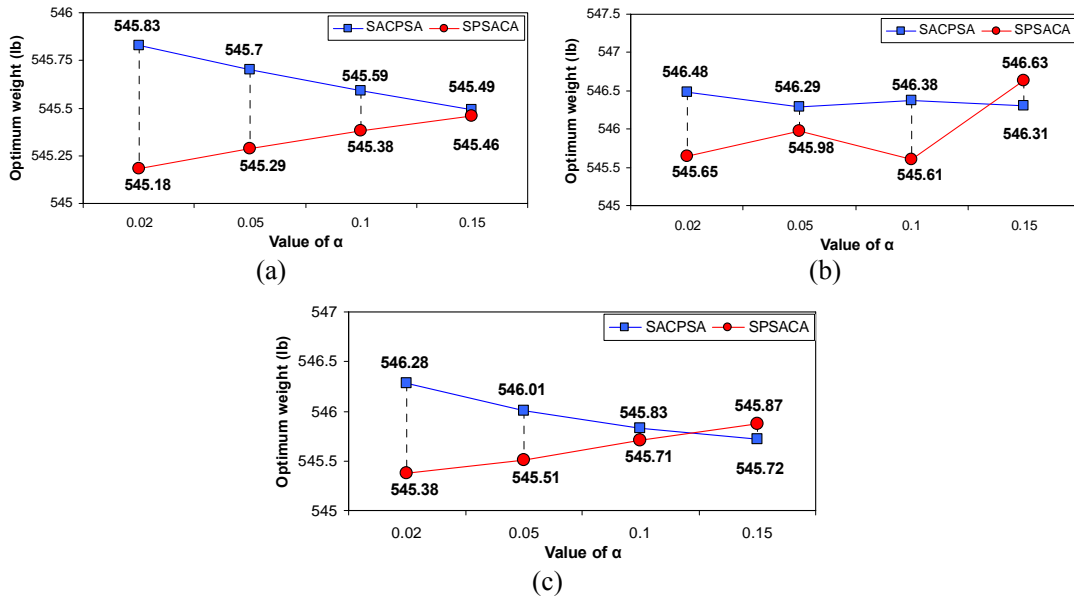 546
545.75
545.5
545.25
545
Optimum weight (lb)
SACPSA SPSACA
545.83
545.7
545.59
545.49
545.18
545.29
545.38
545.46
0.02 0.05 0.1 0.15
Value of α
(a)
547.5
547
546.5
546
545.5
545
Optimum weight (lb)
SACPSA SPSACA
546.48
546.29
546.38
546.63
545.65
545.98
545.61
546.31
0.02 0.05 0.1 0.15
Value of α
(b)
547
546.5
546
545.5
545
Optimum weight (lb)
SACPSA SPSACA
546.28
546.01
545.83
545.87
545.38
545.51
545.71
545.72
0.02 0.05 0.1 0.15
Value of α
(c)